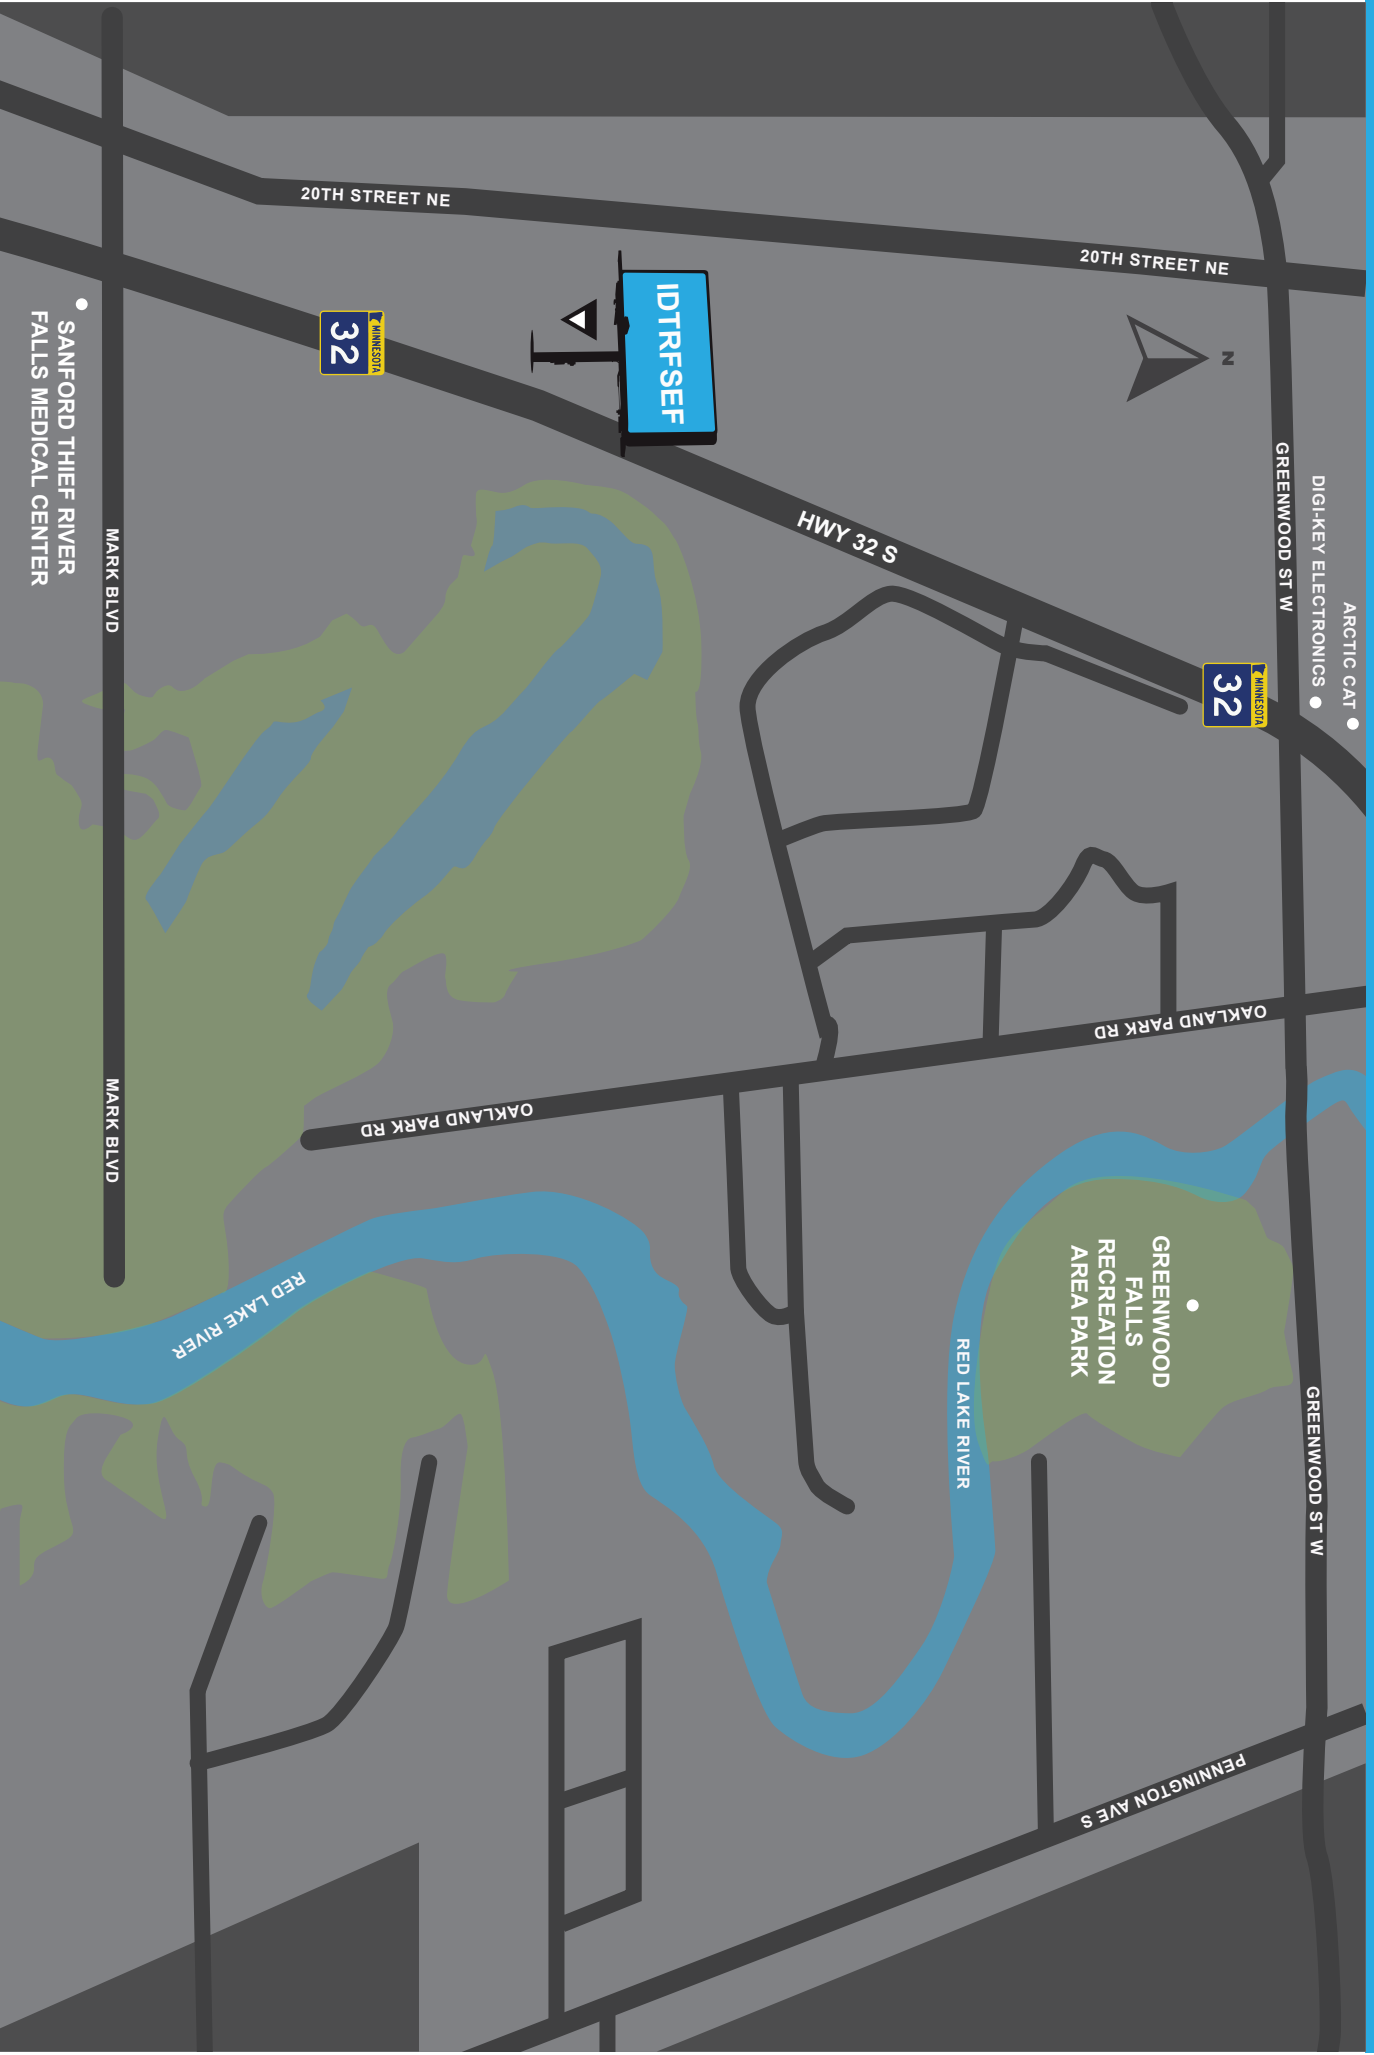 ARCTIC CAT
DIGI-KEY ELECTRONICS
GREENWOOD ST W
GREENWOOD ST W
N
MINNESOTA
32
20TH STREET NE
20TH STREET NE
OAKLAND PARK RD
OAKLAND PARK RD
PENNINGTON AVE S
GREENWOOD
FALLS
RECREATION
AREA PARK
RED LAKE RIVER
HWY 32 S
IDTRFSEF
MINNESOTA
32
RED LAKE RIVER
MARK BLVD
MARK BLVD
SANFORD THIEF RIVER
FALLS MEDICAL CENTER